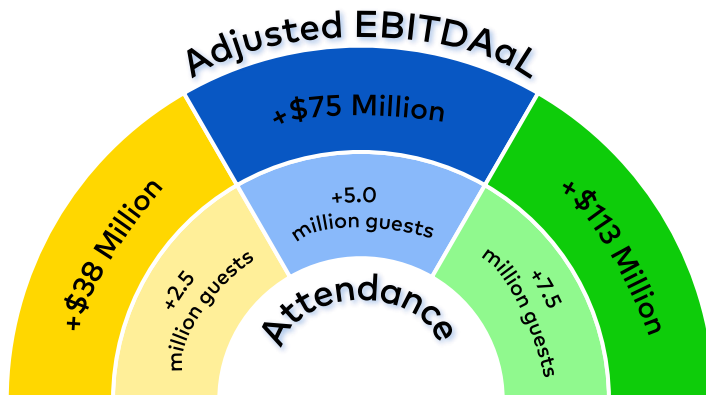 Adjusted EBITDAaL
+$38 Million
+$75 Million
+$113 Million
+2.5
million guests
+5.0
million guests
+7.5
million guests
Attendance